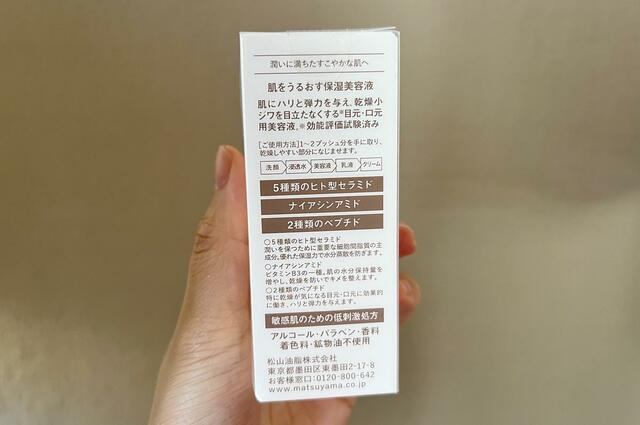 潤いに満ちたすこやかな肌へ
肌をうるおす保湿美容液
肌にハリと弾力を与え、乾燥小
ジワを目立たなくする※目元・口元
用美容液。※効能評価試験済み
[ご使用方法]1〜2プッシュ分を手に取り、
乾燥しやすい部分になじませます。
洗顔 浸透水 美容液 乳液 クリーム
5種類のヒト型セラミド
ナイアシンアミド
2種類のペプチド
○5種類のヒト型セラミド
潤いを保つために重要な細胞間脂質の主
成分。優れた保湿力で水分蒸散を防ぎます。
○ナイアシンアミド
ビタミンB3の一種。肌の水分保持量を
増やし、乾燥を防いでキメを整えます。
○2種類のペプチド
特に乾燥が気になる目元・口元に効果的
に働き、ハリと弾力を与えます。
敏感肌のための低刺激処方
アルコール・パラベン・香料
着色料・鉱物油不使用
松山油脂株式会社
東京都墨田区東墨田2-17-8
お客様窓口:0120-800-642
www.matsuyama.co.jp